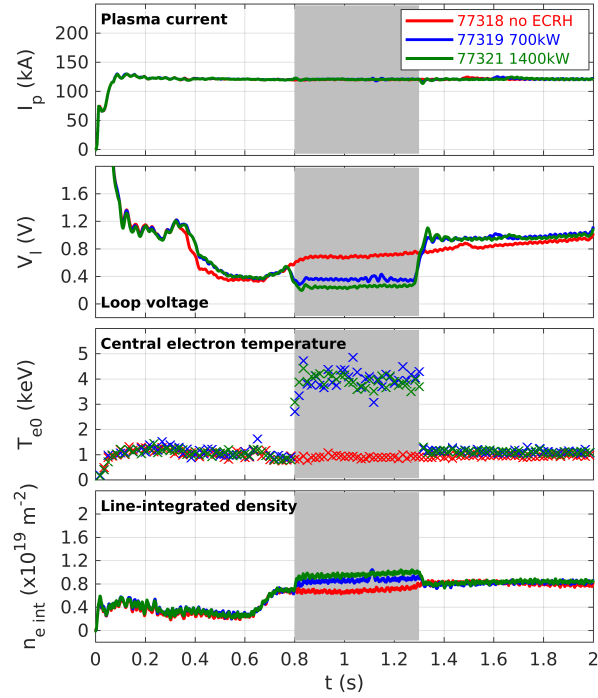 Plasma current
77318 no ECRH
77319 700kW
77321 1400kW
I_p (kA)
200
150
100
50
0
V_l (V)
1.6
1.2
0.8
0.4
0
Loop voltage
Central electron temperature
T_e0 (keV)
5
4
3
2
1
0
Line-integrated density
n_e int (x10^19 m^-2)
2
1.6
1.2
0.8
0.4
0
0 0.2 0.4 0.6 0.8 1 1.2 1.4 1.6 1.8 2
t (s)